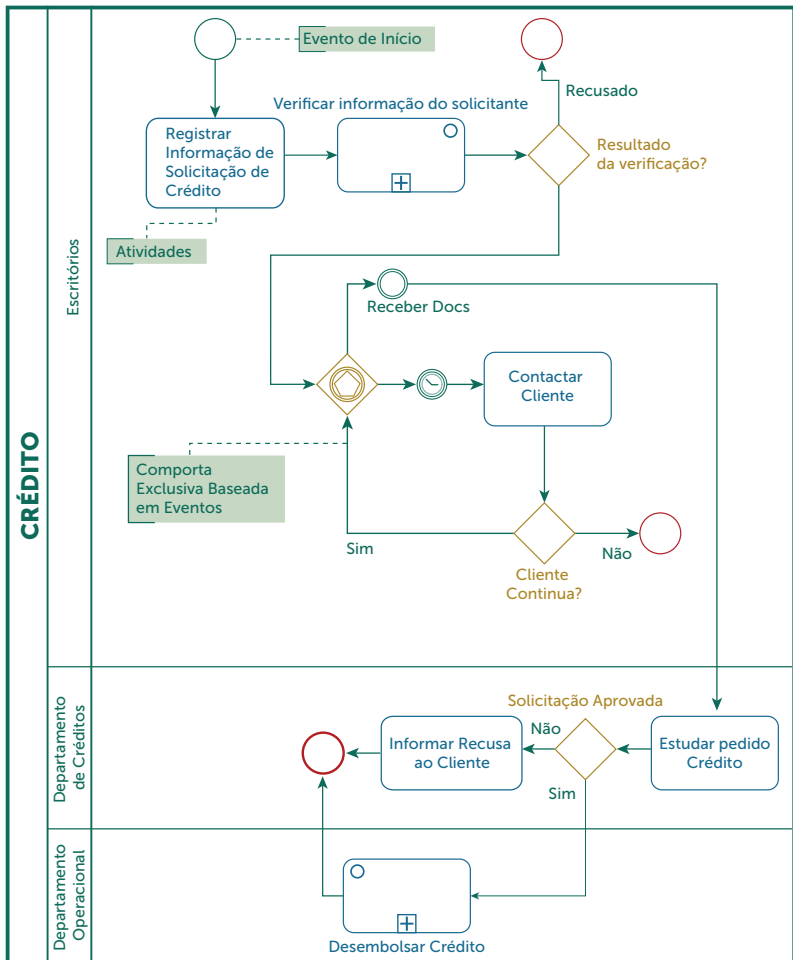 CRÉDITO
Escritórios
Evento de Início
Recusado
Verificar informação do solicitante
Registrar
Informação de
Solicitação de
Crédito
Resultado
da verificação?
Atividades
Receber Docs
Contactar
Cliente
Comporta
Exclusiva Baseada
em Eventos
Sim
Não
Cliente
Continua?
Departamento
de Créditos
Solicitação Aprovada
Não
Informar Recusa
ao Cliente
Estudar pedido
Crédito
Sim
Departamento
Operacional
Desembolsar Crédito